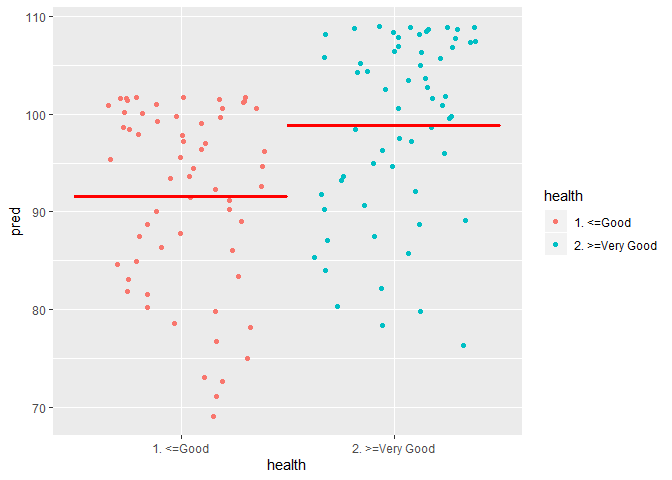 110
100
90
80
70
pred
1. <=Good
2. >=Very Good
health
health
1. <=Good
2. >=Very Good